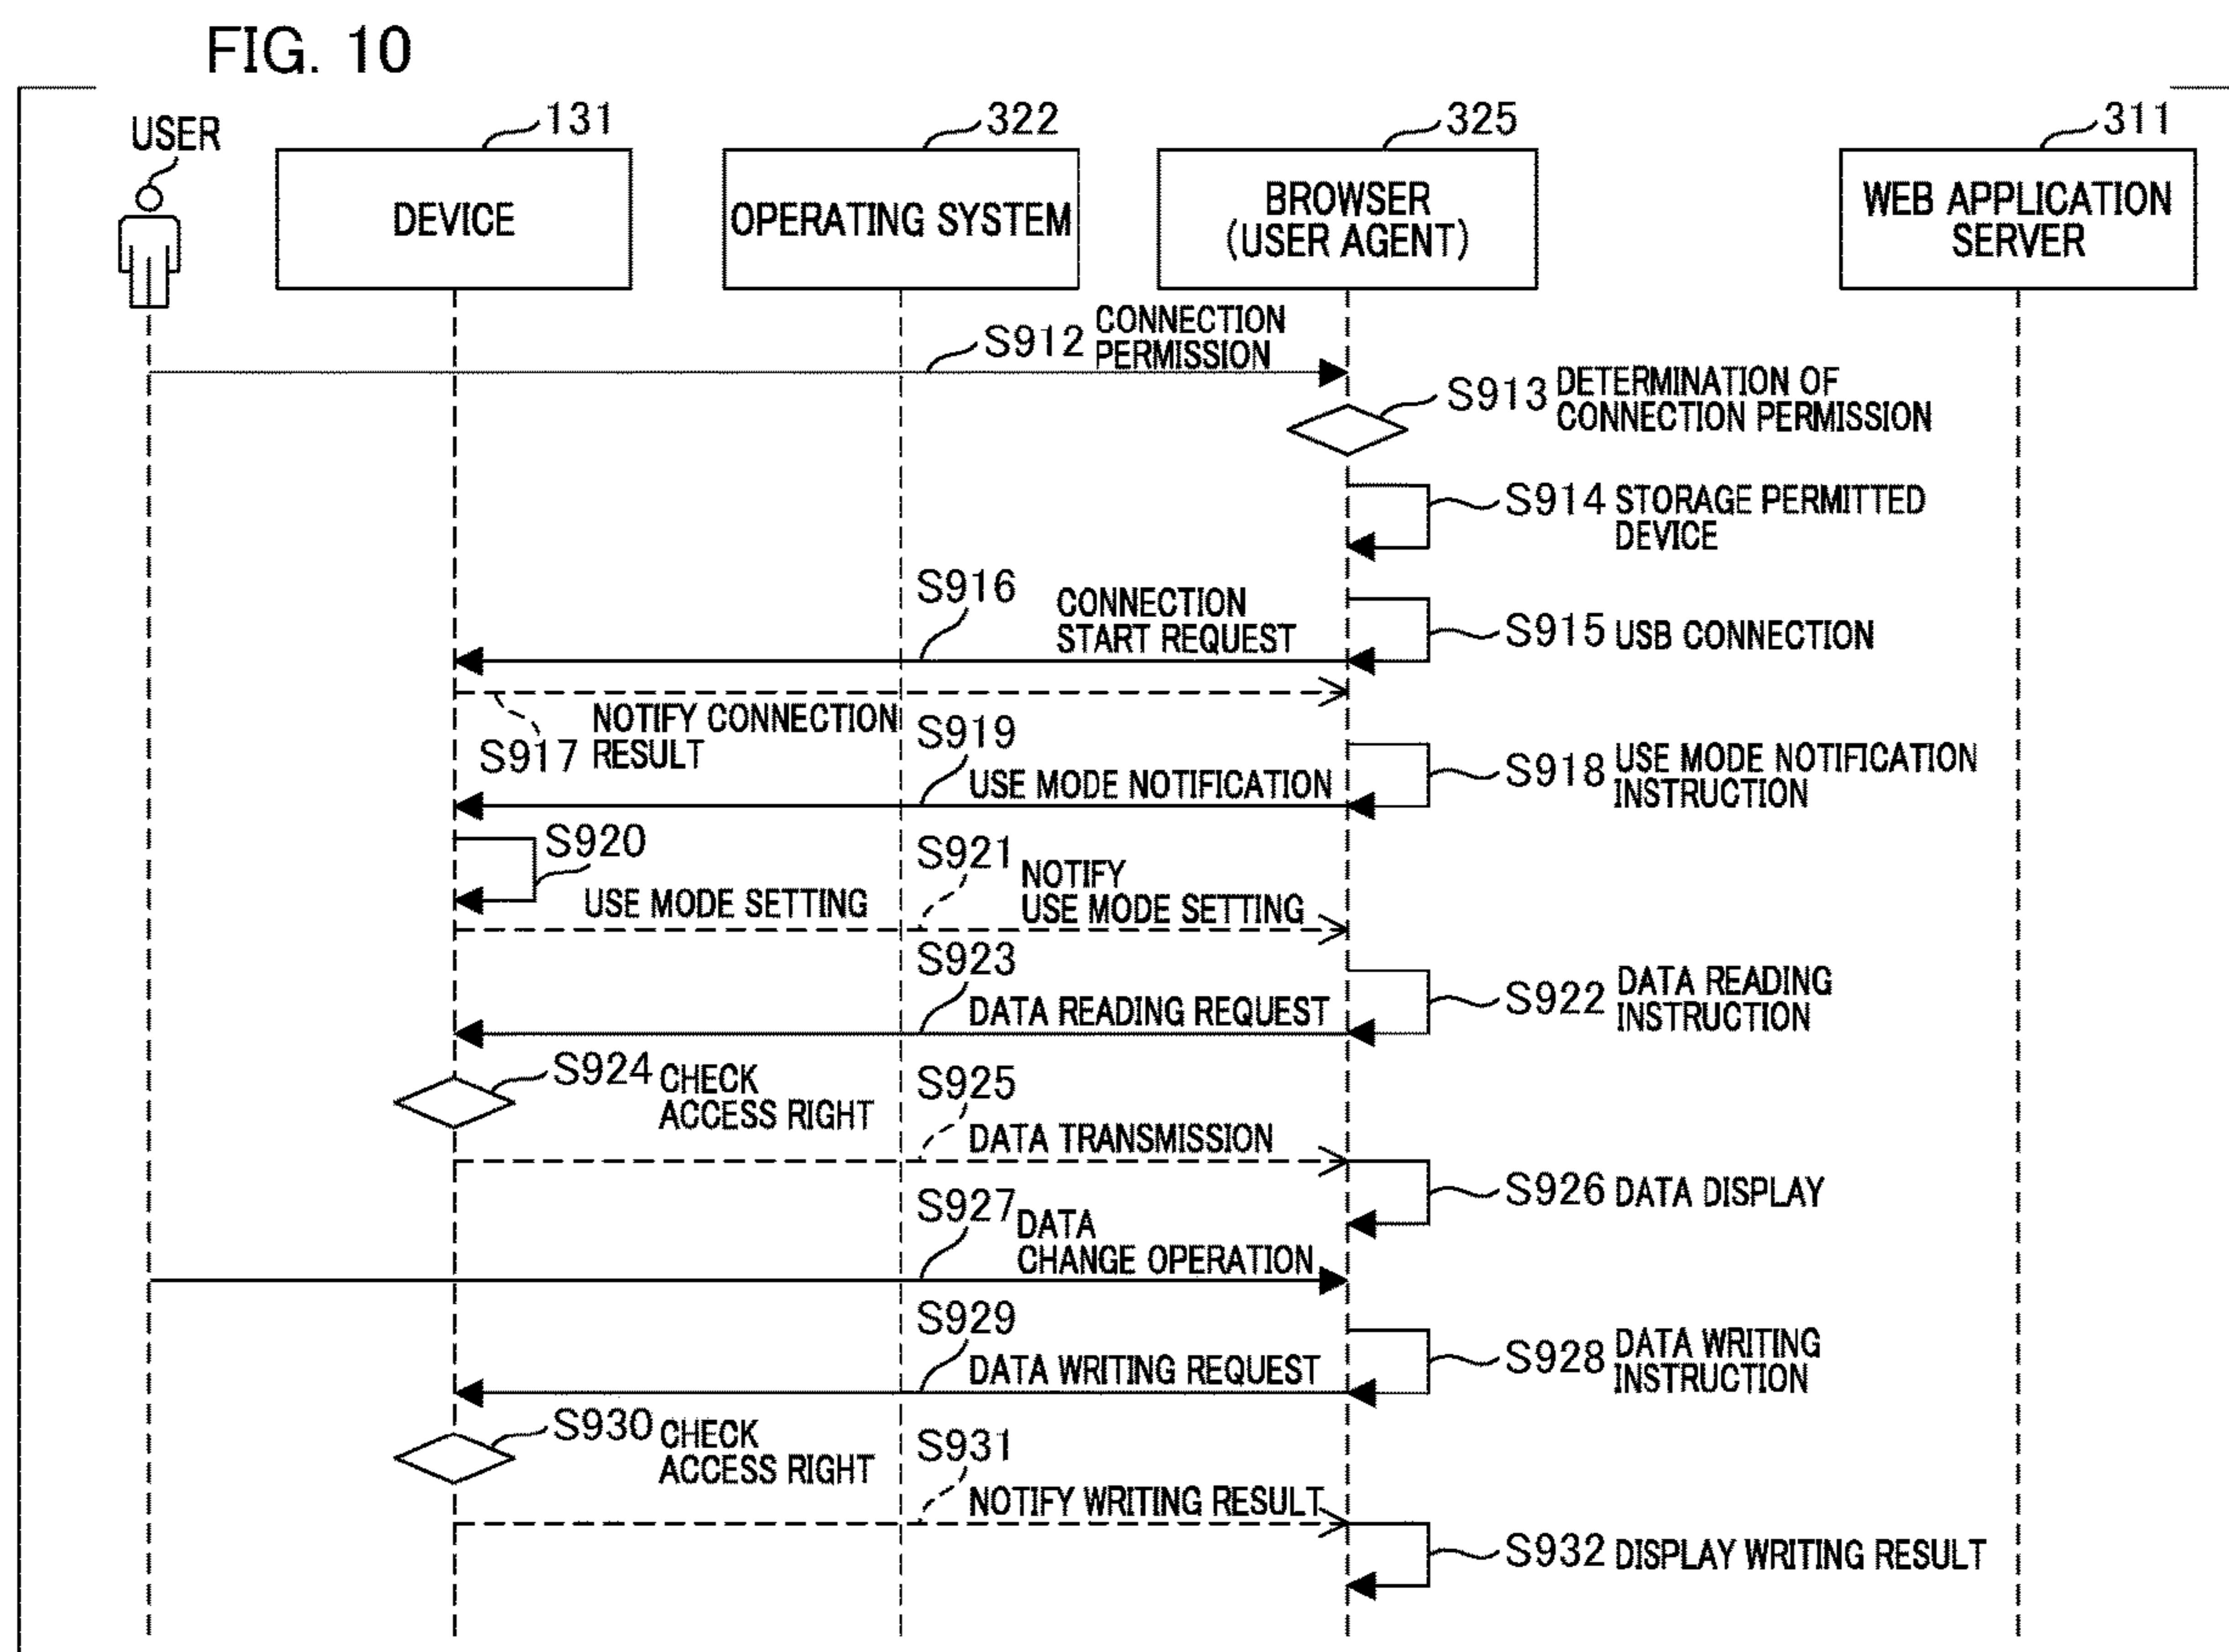 FIG. 10
USER
131
322
325
311
DEVICE
OPERATING SYSTEM
BROWSER
(USER AGENT)
WEB APPLICATION
SERVER
S912 CONNECTION
PERMISSION
S913 DETERMINATION OF
CONNECTION PERMISSION
S914 STORAGE PERMITTED
DEVICE
S916
CONNECTION
START REQUEST
S915 USB CONNECTION
S917 NOTIFY CONNECTION
RESULT
S919
USE MODE NOTIFICATION
S918 USE MODE NOTIFICATION
INSTRUCTION
S920
USE MODE SETTING
S921 NOTIFY
USE MODE SETTING
S923
DATA READING REQUEST
S922 DATA READING
INSTRUCTION
S924 CHECK
ACCESS RIGHT
S925
DATA TRANSMISSION
S926 DATA DISPLAY
S927 DATA
CHANGE OPERATION
S929
DATA WRITING REQUEST
S928 DATA WRITING
INSTRUCTION
S930 CHECK
ACCESS RIGHT
S931
NOTIFY WRITING RESULT
S932 DISPLAY WRITING RESULT